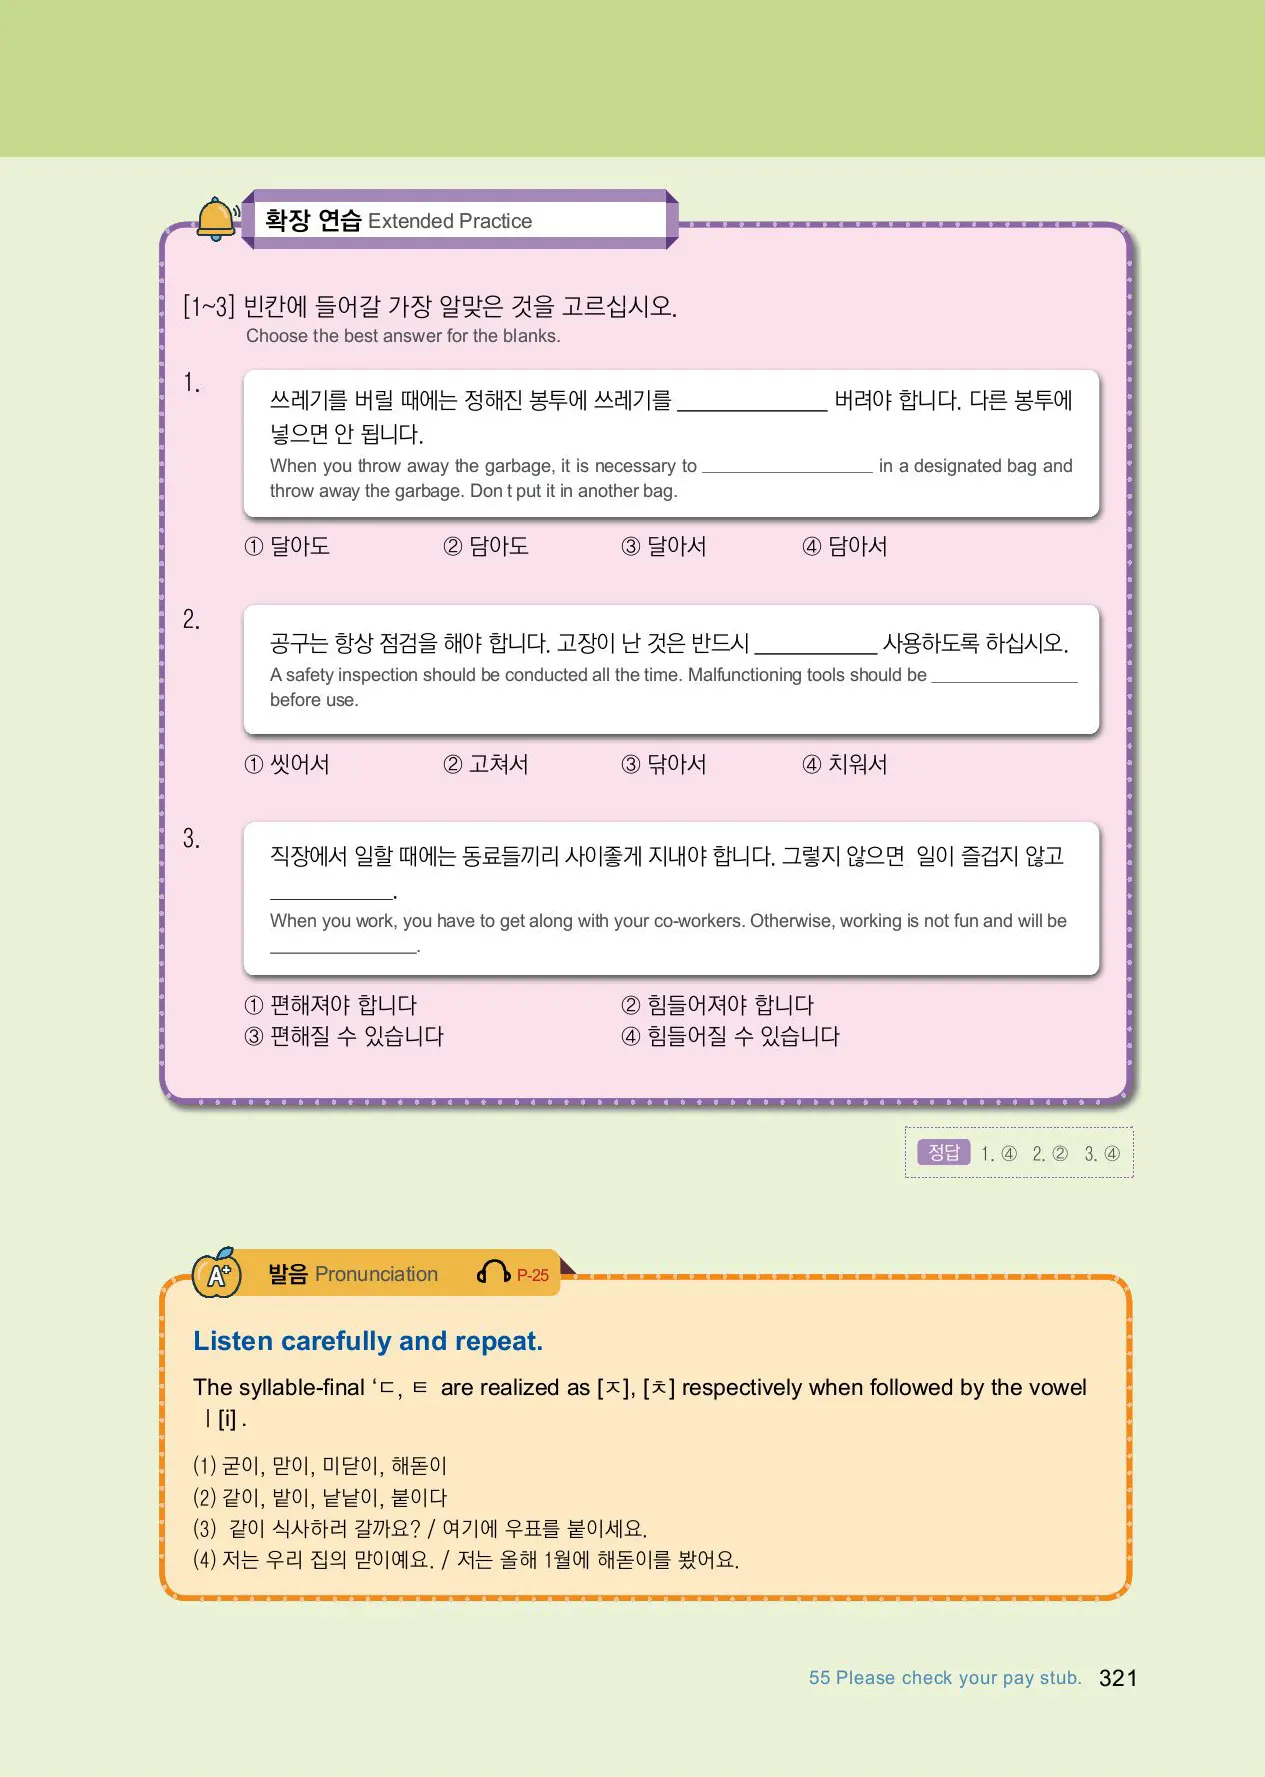 확장 연습 Extended Practice
[1~3] 빈칸에 들어갈 가장 알맞은 것을 고르십시오.
Choose the best answer for the blanks.
1.
쓰레기를 버릴 때에는 정해진 봉투에 쓰레기를 ____________ 버려야 합니다. 다른 봉투에
넣으면 안 됩니다.
When you throw away the garbage, it is necessary to _________________ in a designated bag and
throw away the garbage. Don t put it in another bag.
① 달아도 ② 담아도 ③ 달아서 ④ 담아서
2.
공구는 항상 점검을 해야 합니다. 고장이 난 것은 반드시 __________ 사용하도록 하십시오.
A safety inspection should be conducted all the time. Malfunctioning tools should be _______________
before use.
① 씻어서 ② 고쳐서 ③ 닦아서 ④ 치워서
3.
직장에서 일할 때에는 동료들끼리 사이좋게 지내야 합니다. 그렇지 않으면 일이 즐겁지 않고
__________.
When you work, you have to get along with your co-workers. Otherwise, working is not fun and will be
_______________.
① 편해져야 합니다 ② 힘들어져야 합니다
③ 편해질 수 있습니다 ④ 힘들어질 수 있습니다
정답 1. ④ 2. ② 3. ④
A+ 발음 Pronunciation P-25
Listen carefully and repeat.
The syllable-final ‘ㄷ, ㅌ are realized as [ㅈ], [ㅊ] respectively when followed by the vowel
ㅣ[i] .
(1) 굳이, 맏이, 미닫이, 해돋이
(2) 같이, 밭이, 낱낱이, 붙이다
(3) 같이 식사하러 갈까요? / 여기에 우표를 붙이세요.
(4) 저는 우리 집의 맏이예요. / 저는 올해 1월에 해돋이를 봤어요.
55 Please check your pay stub. 321